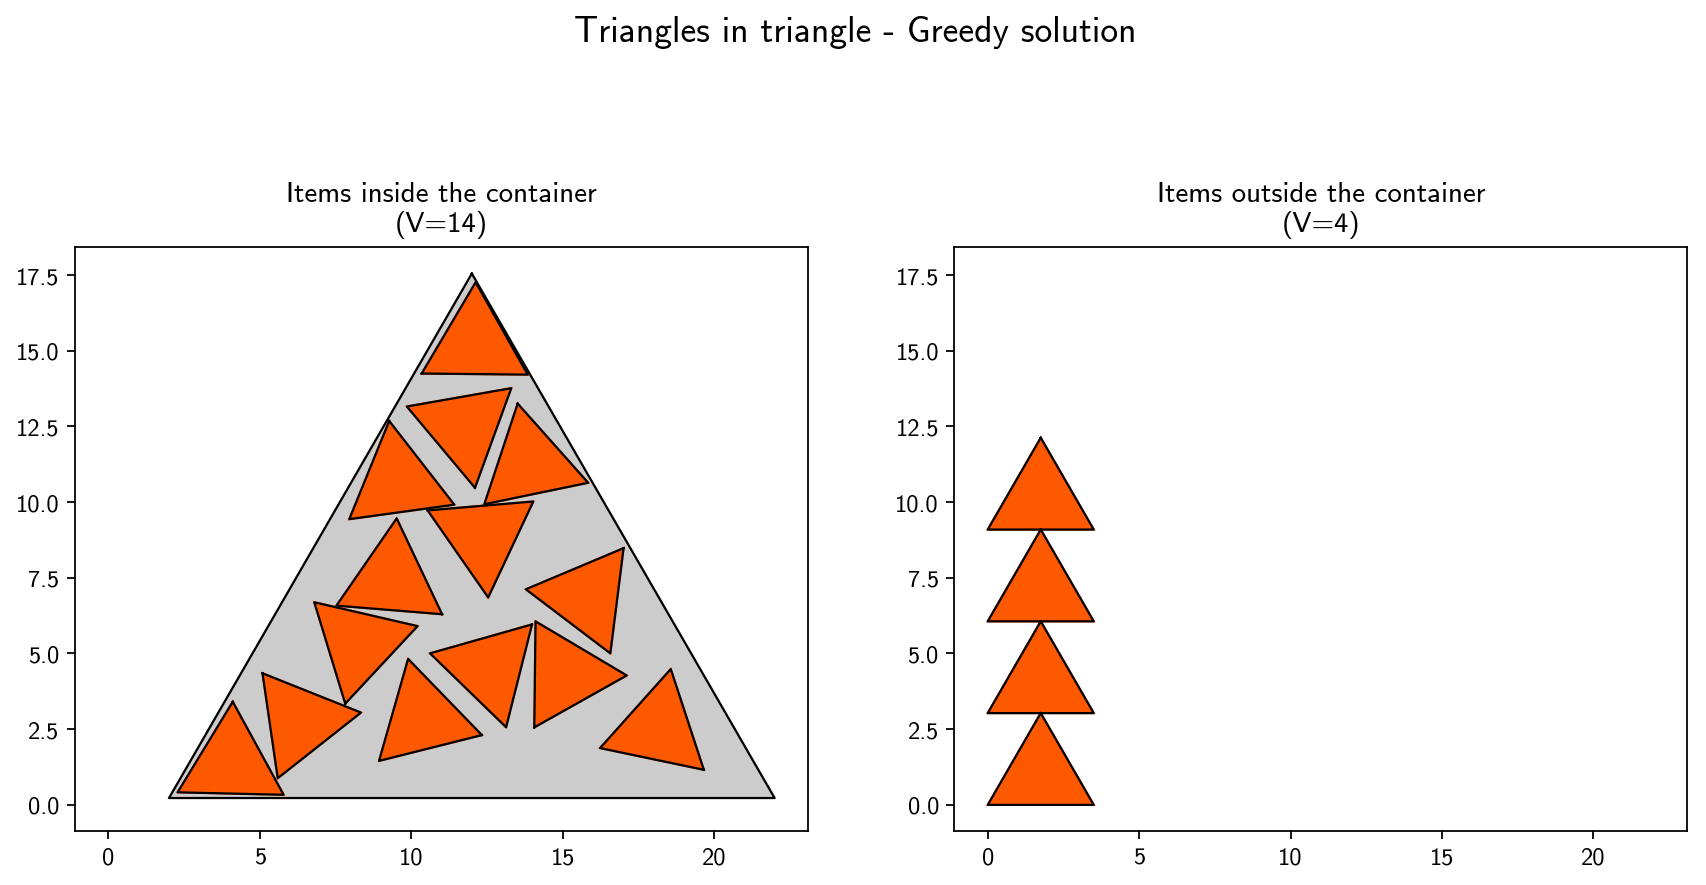 Triangles in triangle - Greedy solution
Items inside the container
(V=14)
17.5
15.0
12.5
10.0
7.5
5.0
2.5
0.0
0 5 10 15 20
Items outside the container
(V=4)
17.5
15.0
12.5
10.0
7.5
5.0
2.5
0.0
0 5 10 15 20